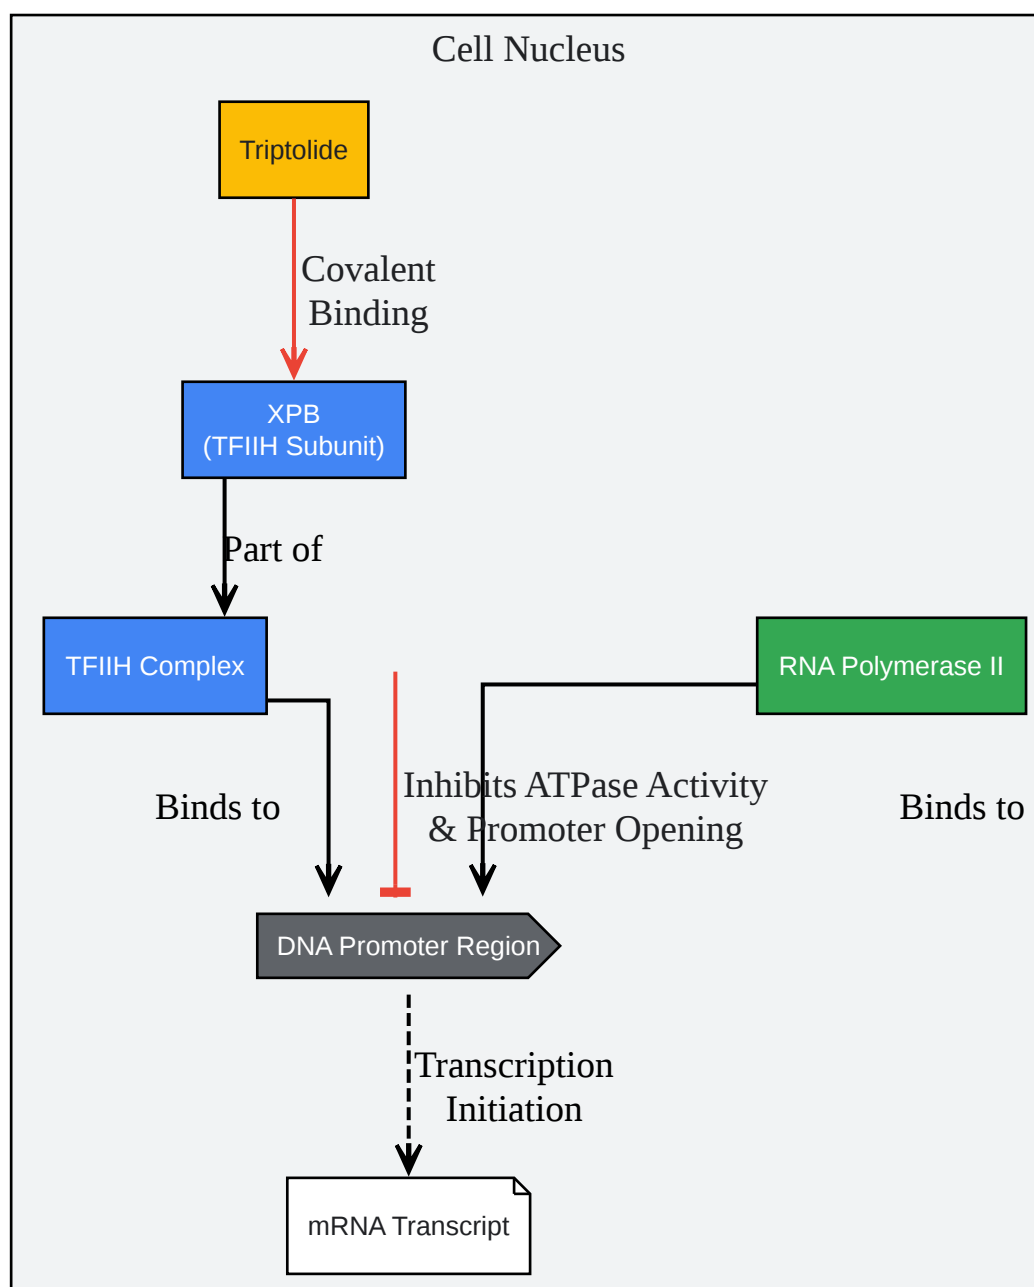 Cell Nucleus
Triptolide
Covalent
Binding
XPB
(TFIIH Subunit)
Part of
TFIIH Complex
RNA Polymerase II
Binds to
Inhibits ATPase Activity
& Promoter Opening
Binds to
DNA Promoter Region
Transcription
Initiation
mRNA Transcript